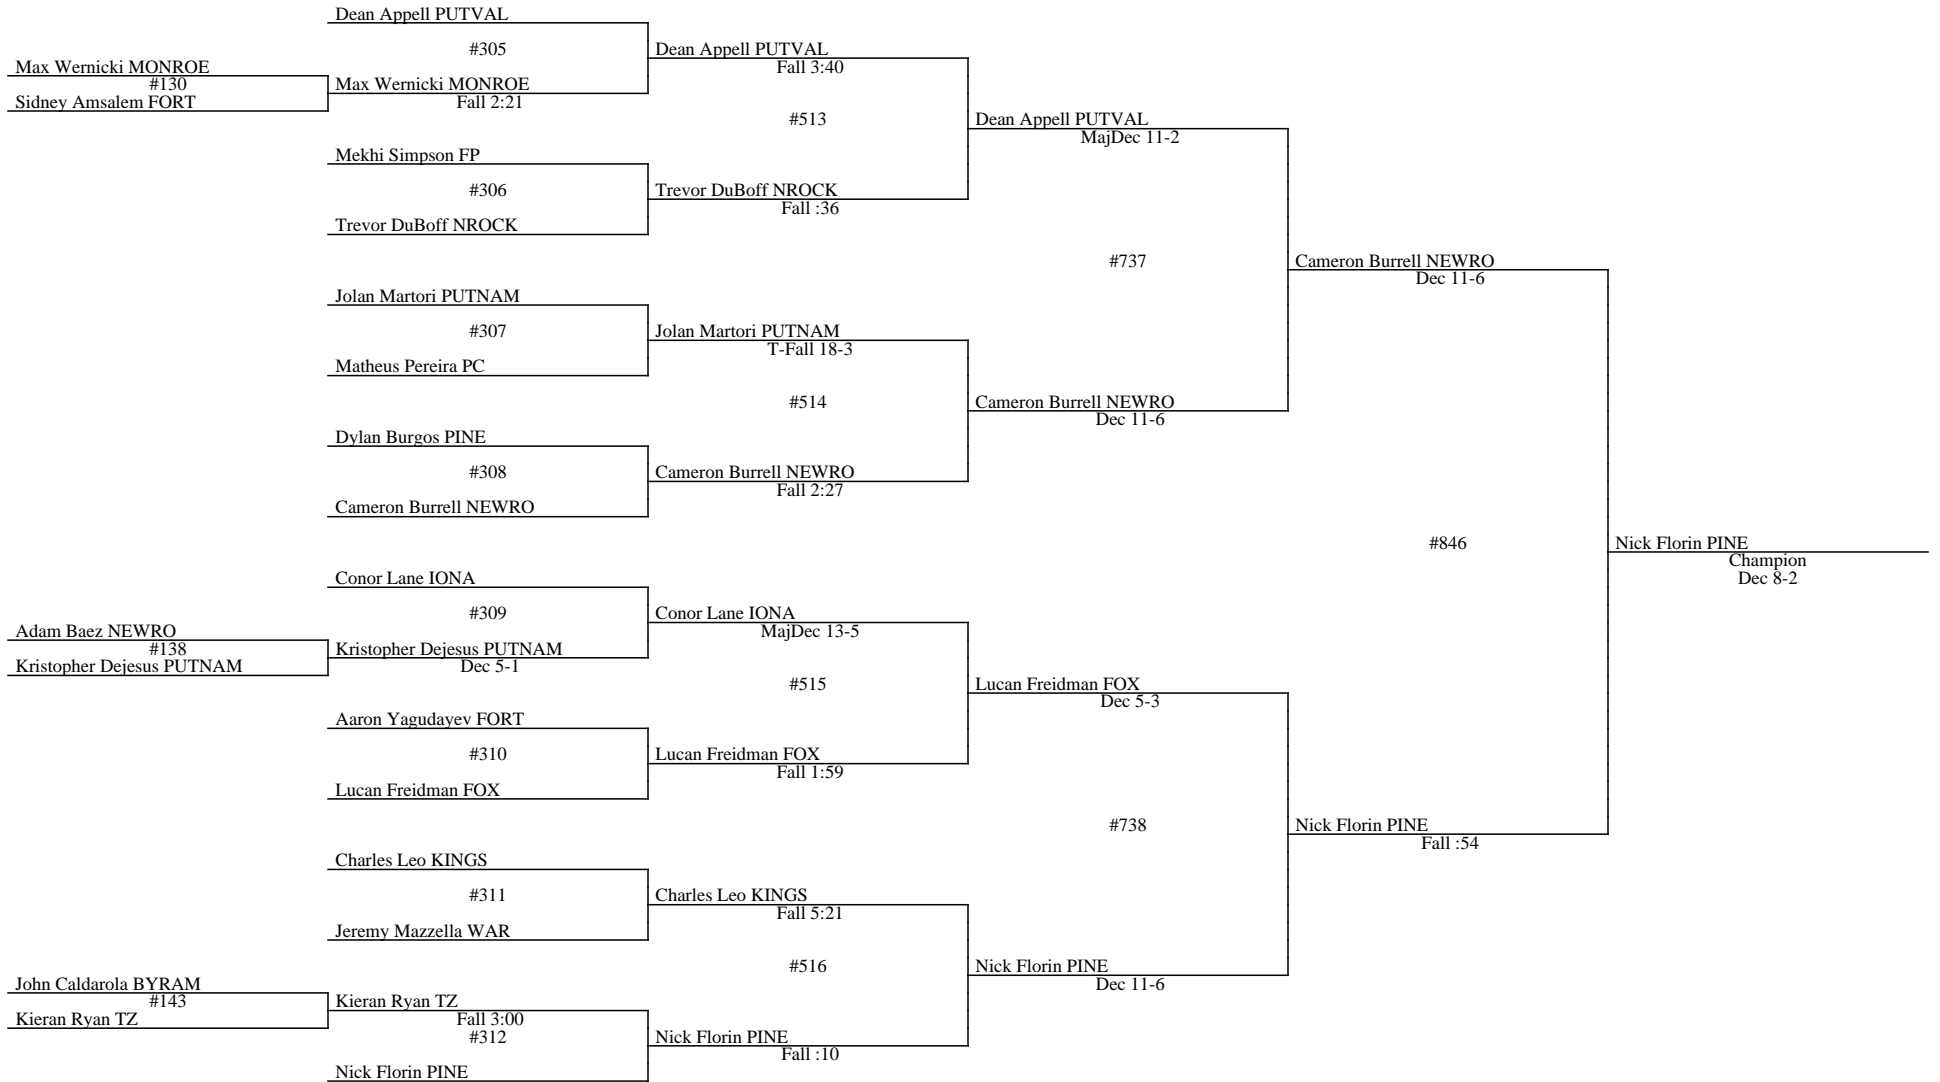 Dean Appell PUTVAL
#305
Dean Appell PUTVAL
Fall 3:40
Max Wernicki MONROE
#130
Sidney Amsalem FORT
Max Wernicki MONROE
Fall 2:21
#513
Dean Appell PUTVAL
MajDec 11-2
Mekhi Simpson FP
#306
Trevor DuBoff NROCK
Fall :36
Trevor DuBoff NROCK
#737
Cameron Burrell NEWRO
Dec 11-6
Jolan Martori PUTNAM
#307
Jolan Martori PUTNAM
T-Fall 18-3
Matheus Pereira PC
#514
Cameron Burrell NEWRO
Dec 11-6
Dylan Burgos PINE
#308
Cameron Burrell NEWRO
Fall 2:27
Cameron Burrell NEWRO
#846
Nick Florin PINE
Champion
Dec 8-2
Conor Lane IONA
#309
Conor Lane IONA
MajDec 13-5
Adam Baez NEWRO
#138
Kristopher Dejesus PUTNAM
Kristopher Dejesus PUTNAM
Dec 5-1
#515
Lucan Freidman FOX
Dec 5-3
Aaron Yagudayev FORT
#310
Lucan Freidman FOX
Fall 1:59
Lucan Freidman FOX
#738
Nick Florin PINE
Fall :54
Charles Leo KINGS
#311
Charles Leo KINGS
Fall 5:21
Jeremy Mazzella WAR
#516
Nick Florin PINE
Dec 11-6
John Caldarola BYRAM
#143
Kieran Ryan TZ
Kieran Ryan TZ
Fall 3:00
#312
Nick Florin PINE
Fall :10
Nick Florin PINE